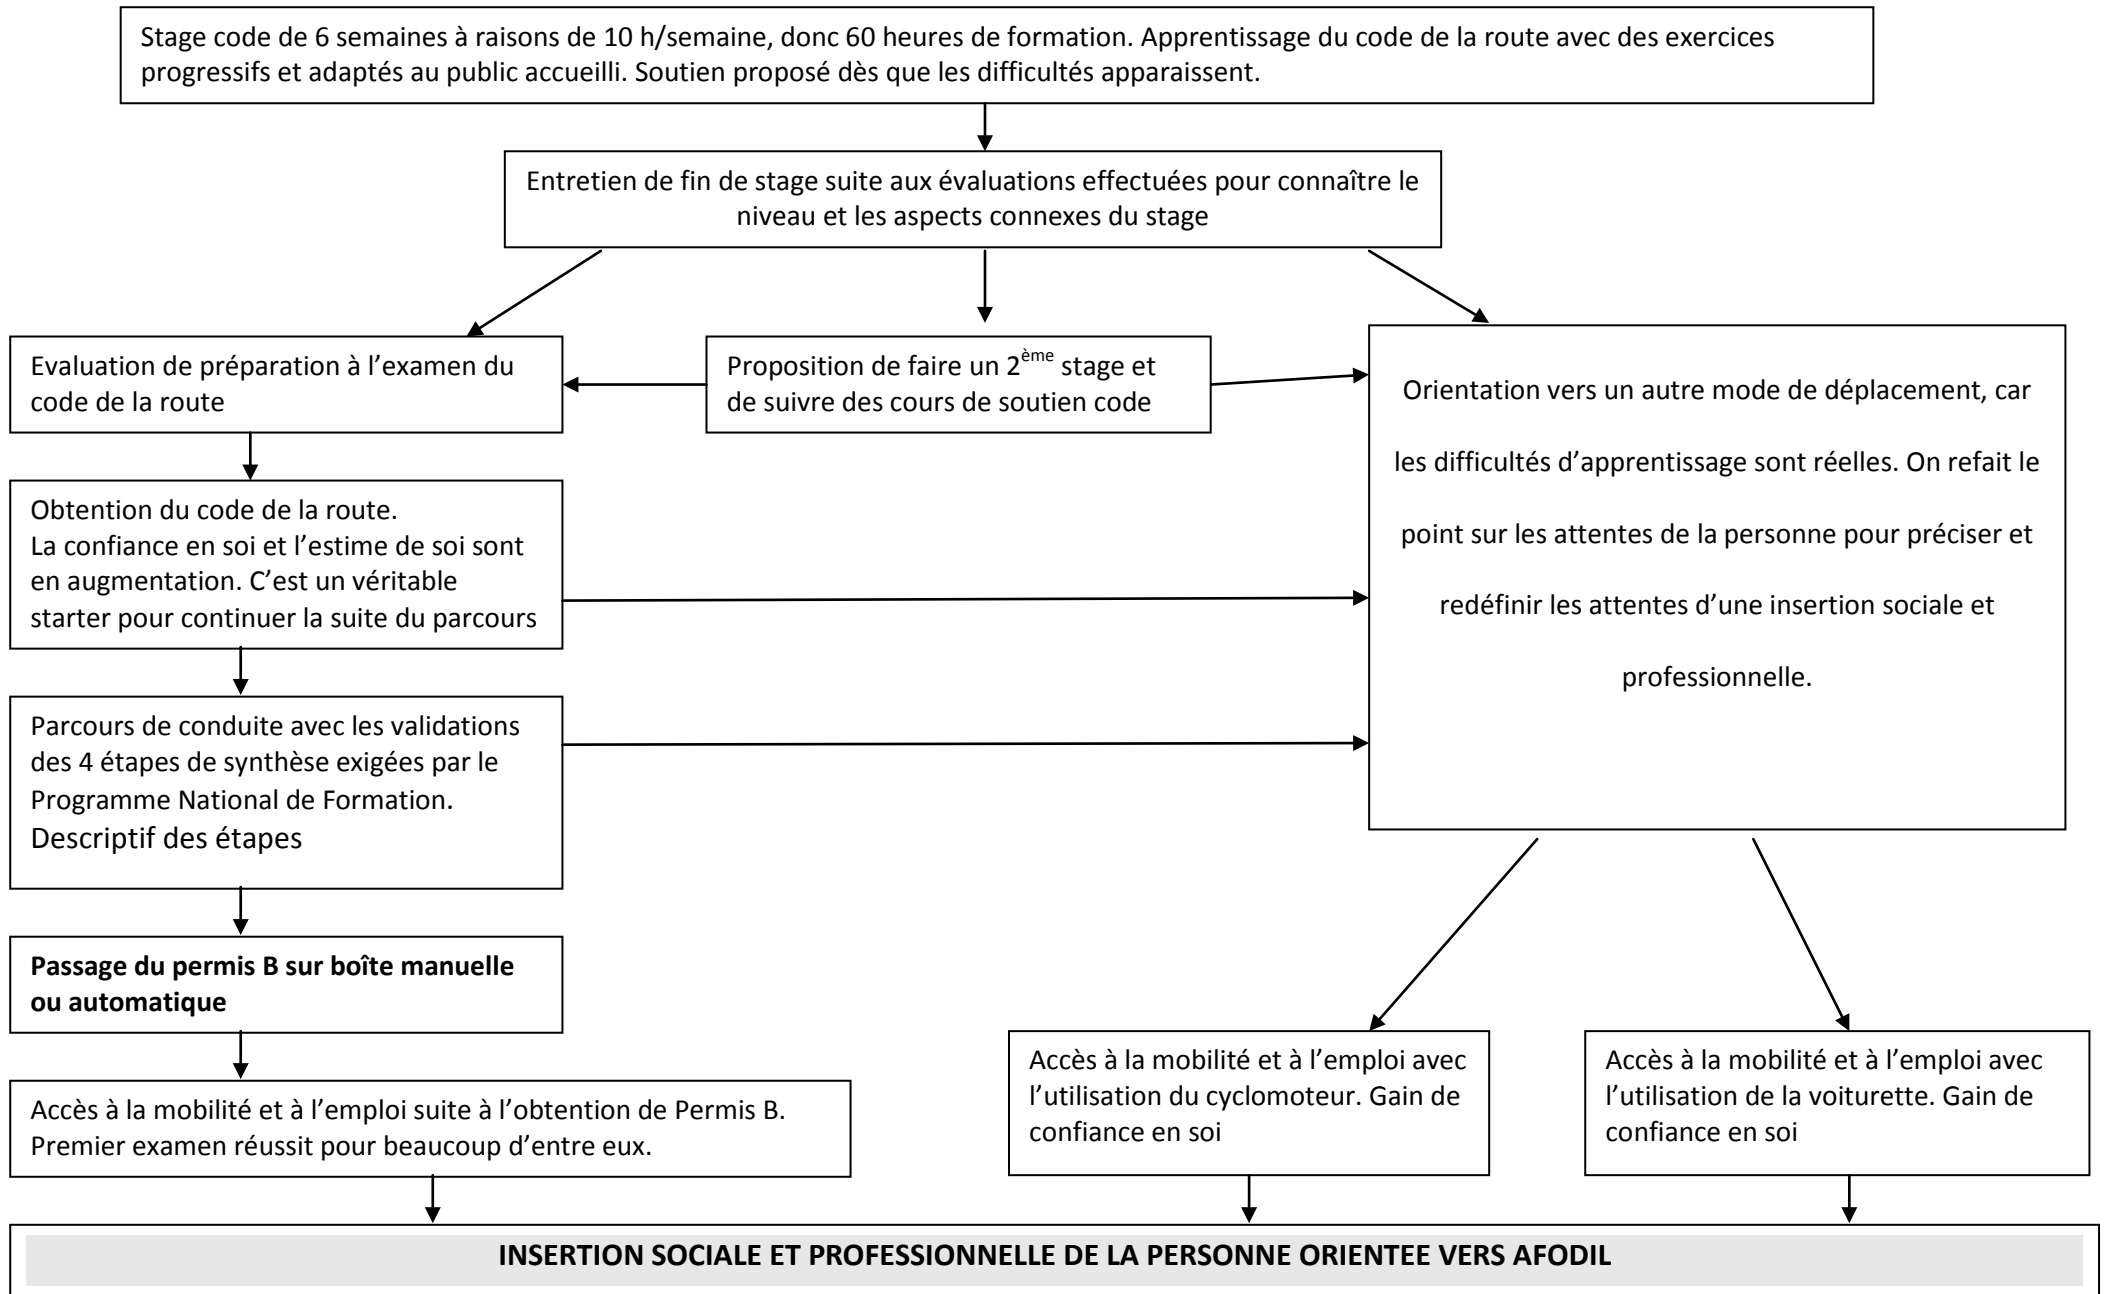 Stage code de 6 semaines à raisons de 10 h/semaine, donc 60 heures de formation. Apprentissage du code de la route avec des exercices
progressifs et adaptés au public accueilli. Soutien proposé dès que les difficultés apparaissent.
Entretien de fin de stage suite aux évaluations effectuées pour connaître le
niveau et les aspects connexes du stage
Evaluation de préparation à l’examen du
code de la route
Proposition de faire un 2ème stage et
de suivre des cours de soutien code
Orientation vers un autre mode de déplacement, car
les difficultés d’apprentissage sont réelles. On refait le
point sur les attentes de la personne pour préciser et
redéfinir les attentes d’une insertion sociale et
professionnelle.
Obtention du code de la route.
La confiance en soi et l’estime de soi sont
en augmentation. C’est un véritable
starter pour continuer la suite du parcours
Parcours de conduite avec les validations
des 4 étapes de synthèse exigées par le
Programme National de Formation.
Descriptif des étapes
Passage du permis B sur boîte manuelle
ou automatique
Accès à la mobilité et à l’emploi suite à l’obtention de Permis B.
Premier examen réussit pour beaucoup d’entre eux.
Accès à la mobilité et à l’emploi avec
l’utilisation du cyclomoteur. Gain de
confiance en soi
Accès à la mobilité et à l’emploi avec
l’utilisation de la voiturette. Gain de
confiance en soi
INSERTION SOCIALE ET PROFESSIONNELLE DE LA PERSONNE ORIENTEE VERS AFODIL